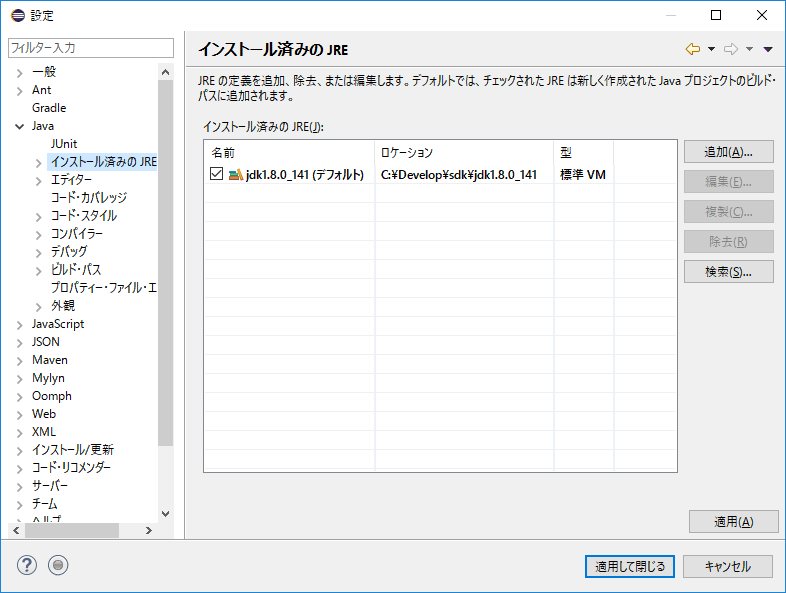 設定
フィルター入力
一般
Ant
Gradle
Java
JUnit
インストール済みの JRE
エディター
コード・カバレッジ
コード・スタイル
コンパイラー
デバッグ
ビルド・パス
プロパティー・ファイル・エ
外観
JavaScript
JSON
Maven
Mylyn
Oomph
Web
XML
インストール/更新
コード・リコメンダー
サーバー
チーム
ヘルプ
インストール済みの JRE
JRE の定義を追加、除去、または編集します。デフォルトでは、チェックされた JRE は新しく作成された Java プロジェクトのビルド・
パスに追加されます。
インストール済みの JRE(J):
名前 ロケーション 型
jdk1.8.0_141 (デフォルト) C:¥Develop¥sdk¥jdk1.8.0_141 標準 VM
追加(A)...
編集(E)...
複製(C)...
除去(R)
検索(S)...
適用(A)
適用して閉じる キャンセル